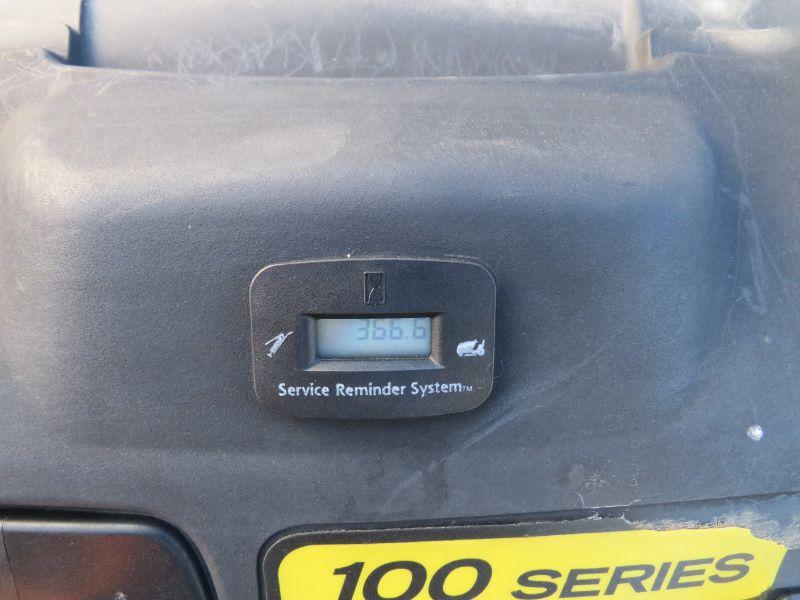 366.6
Service Reminder System™
100 SERIES